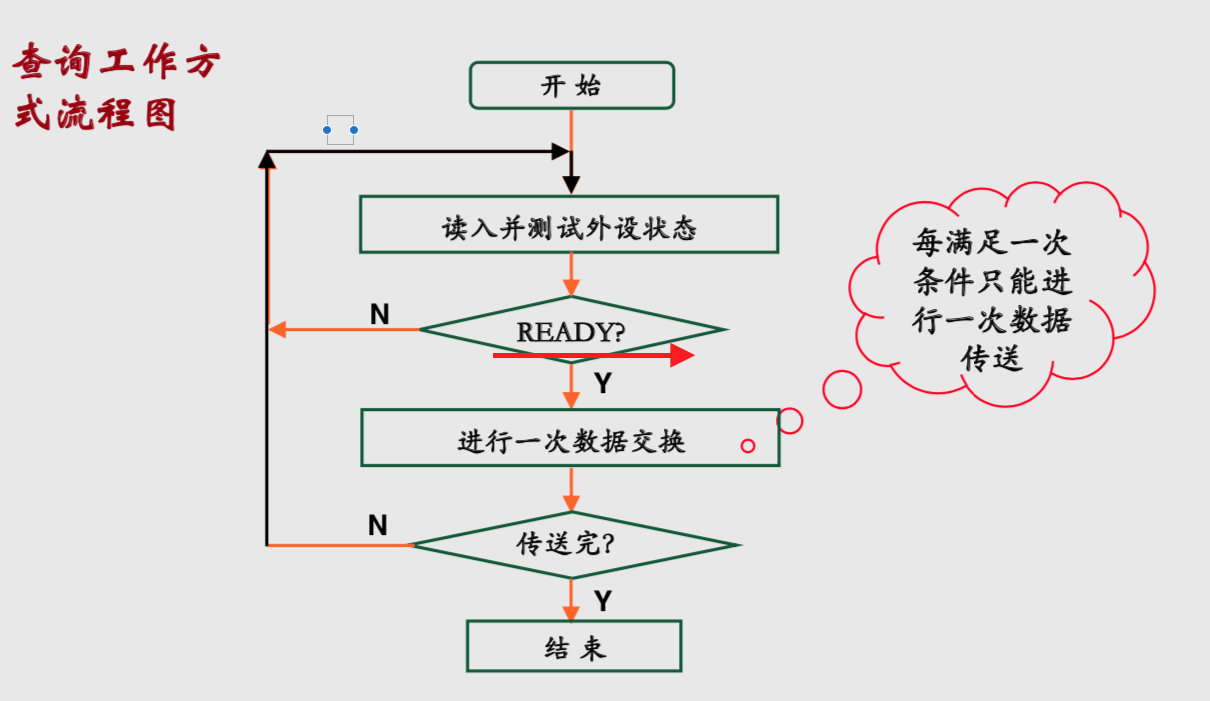 查询工作方
式流程图
开 始
读入并测试外设状态
N
READY?
Y
进行一次数据交换
N
传送完?
Y
结 束
每满足一次
条件只能进
行一次数据
传送